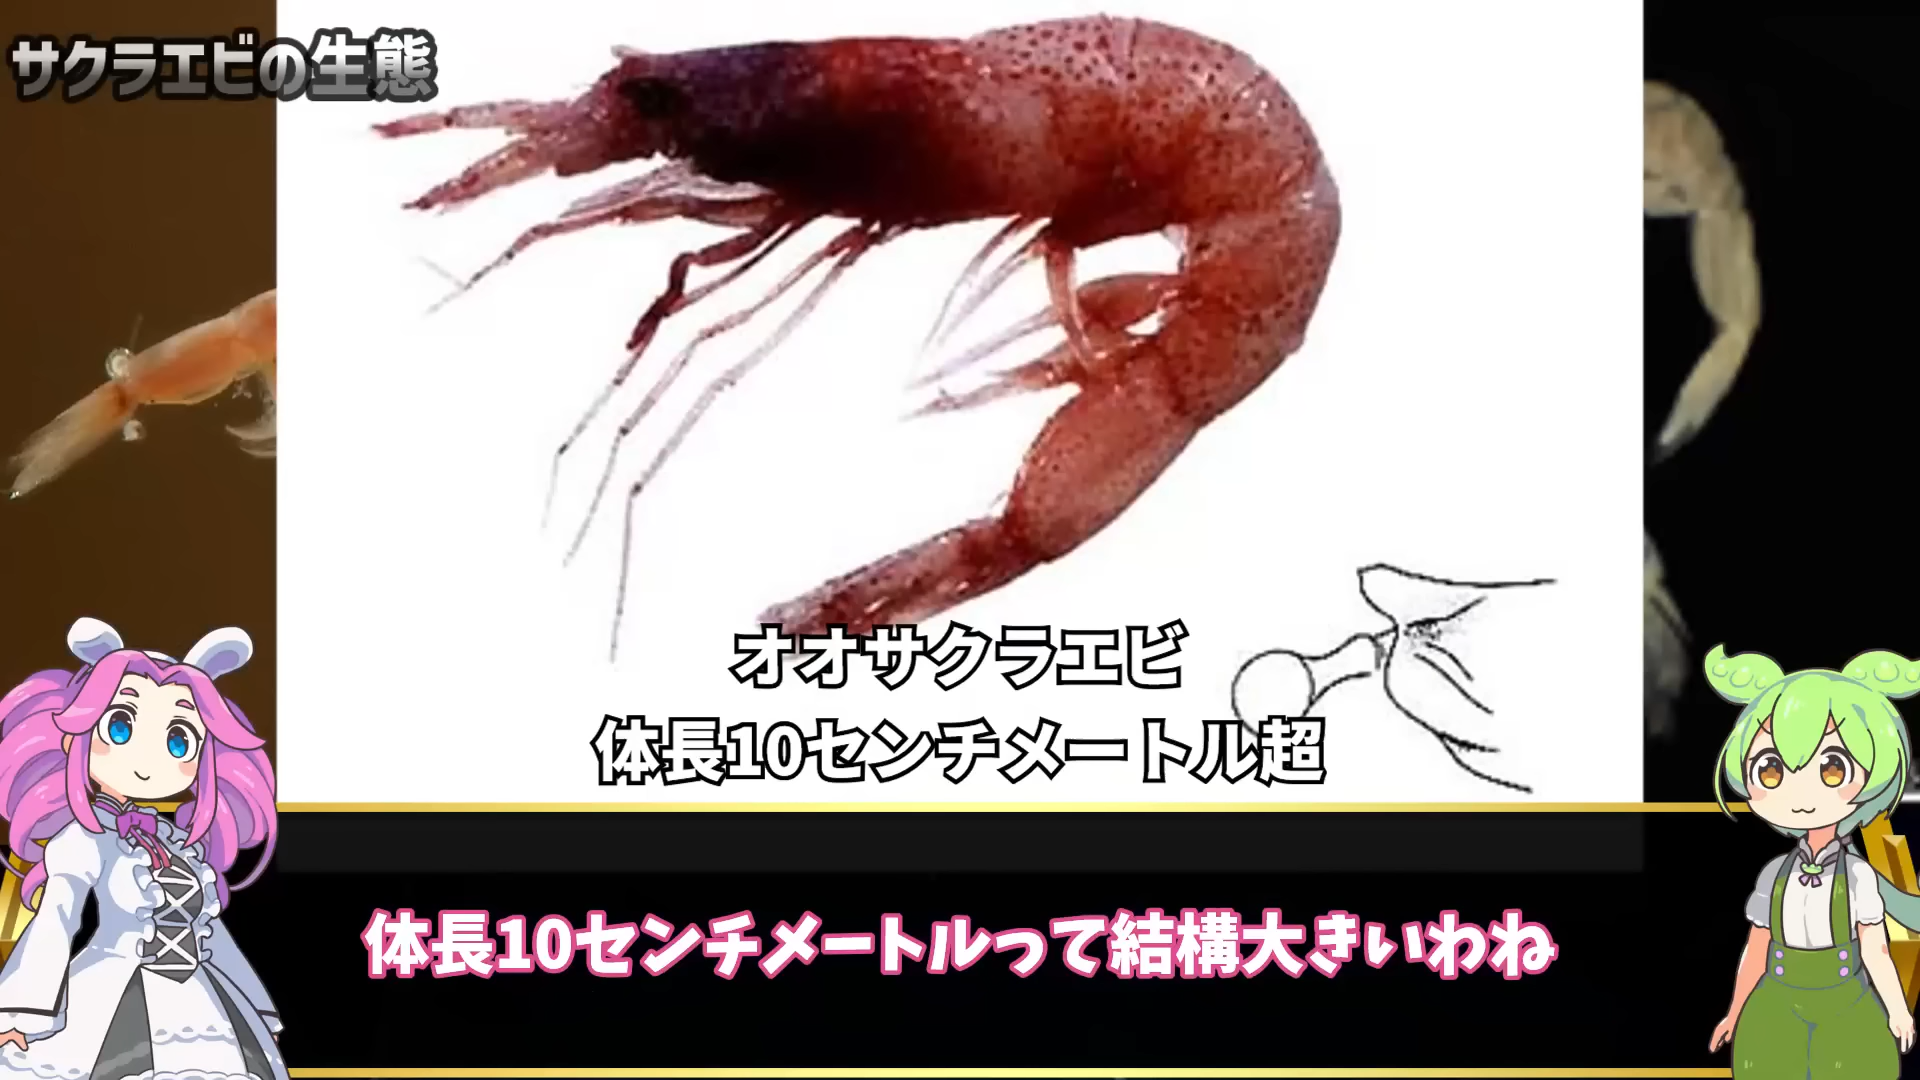 サクラエビの生態
オオサクラエビ
体長10センチメートル超
体長10センチメートルって結構大きいわね